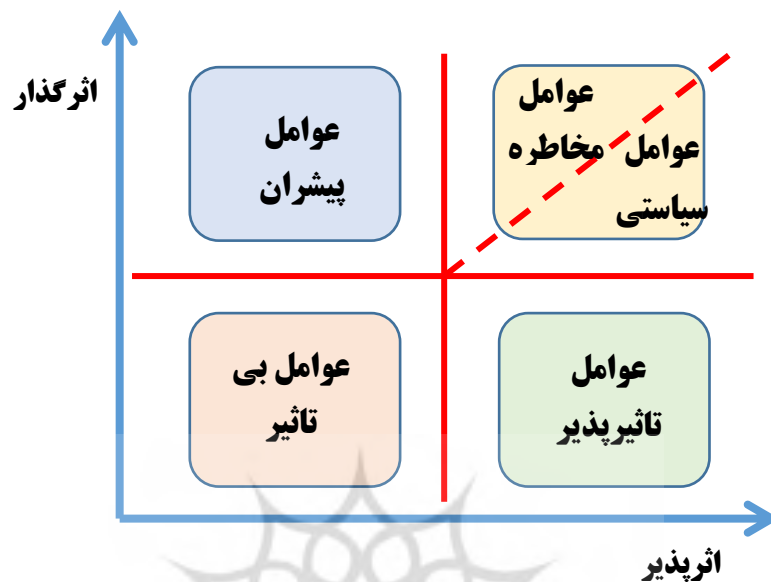 اثرگذار
عوامل
پیشران
عوامل
مخاطره
عوامل
سیاستی
عوامل بی
تاثیر
عوامل
تاثیرپذیر
اثرپذیر